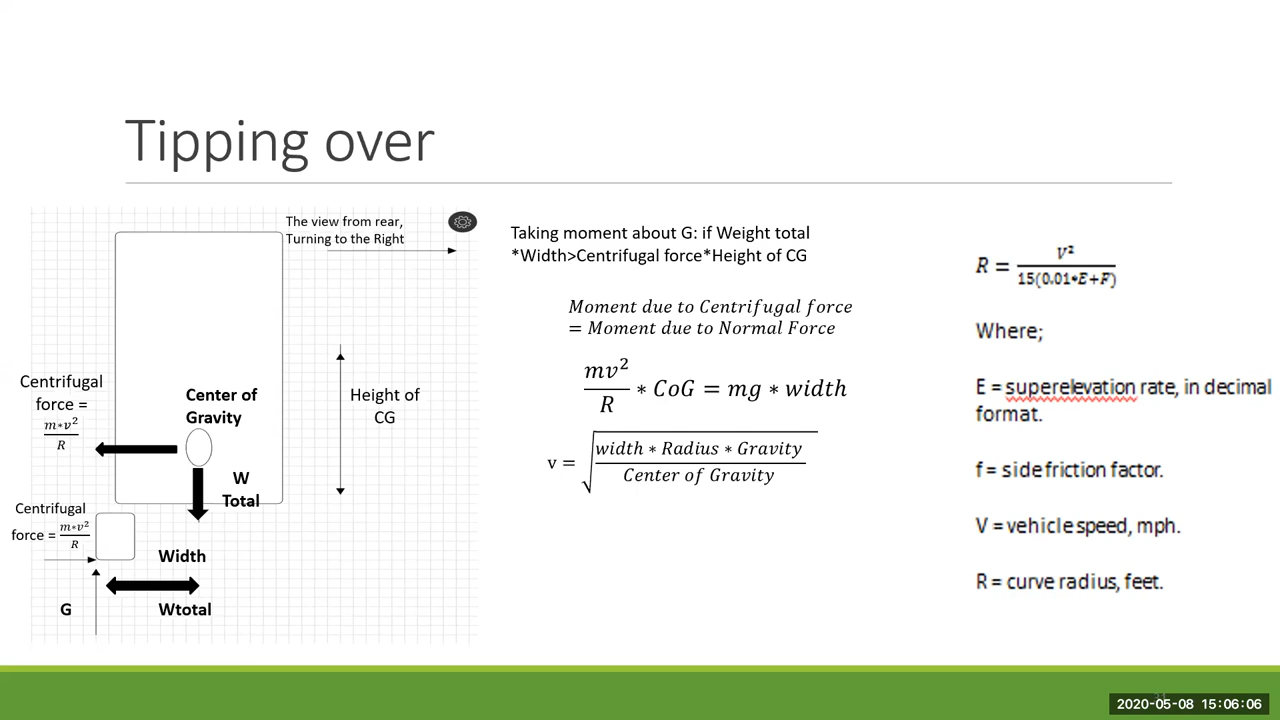 Tipping over
The view from rear,
Turning to the Right
Centrifugal
force =
m*v²/R
Center of
Gravity
Height of
CG
W
Total
Centrifugal
force = m*v²/R
Width
G
Wtotal
Taking moment about G: if Weight total
*Width>Centrifugal force*Height of CG
Moment due to Centrifugal force
= Moment due to Normal Force
mv²/R * CoG = mg * width
v = √(width * Radius * Gravity / Center of Gravity)
R = V²/15(0.01*E+F)
Where;
E = superelevation rate, in decimal
format.
f = side friction factor.
V = vehicle speed, mph.
R = curve radius, feet.
2020-05-08 15:06:06